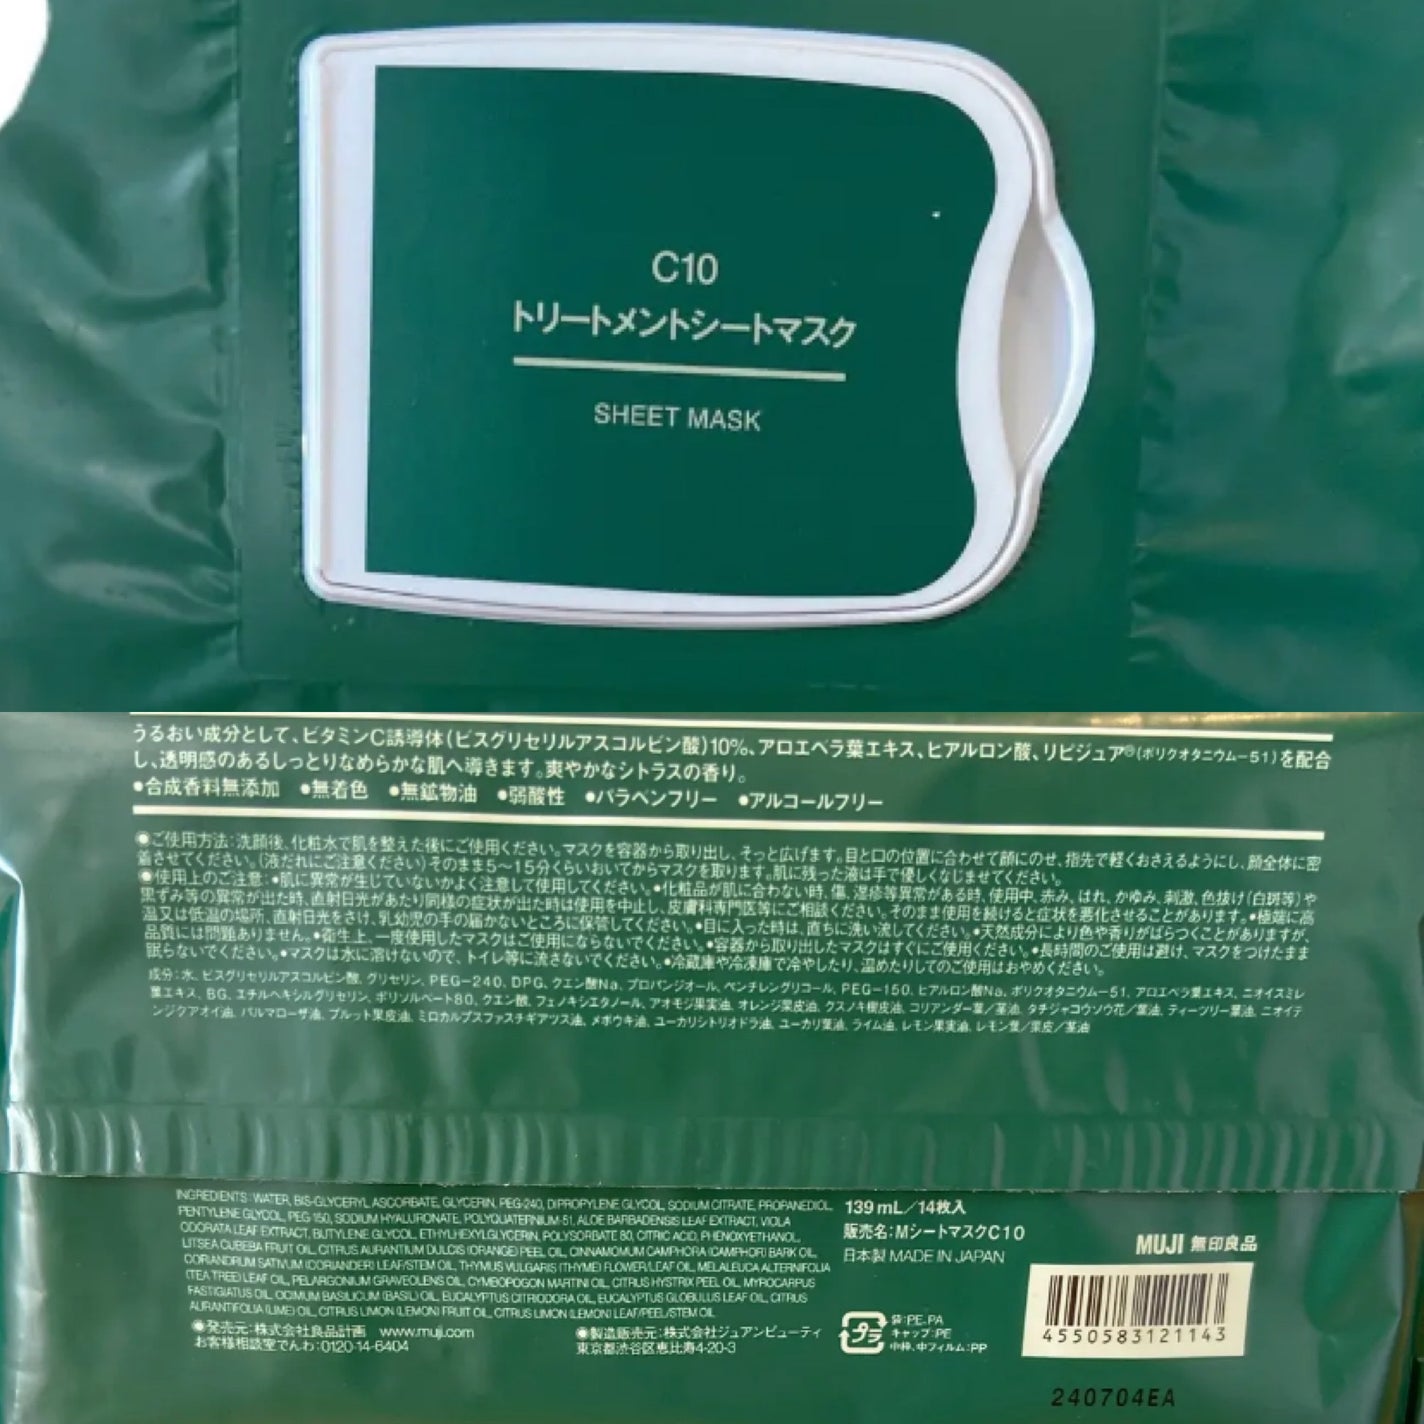 C10
トリートメントシートマスク
SHEET MASK
うるおい成分として、ビタミンC誘導体(ビスグリセリルアスコルビン酸)10%、アロエベラ葉エキス、ヒアルロン酸、リピジュア®(ポリクオタニウム-51)を配合
し、透明感のあるしっとりなめらかな肌へ導きます。爽やかなシトラスの香り。
●合成香料無添加 ●無着色 ●無鉱物油 ●弱酸性 ●パラベンフリー ●アルコールフリー
◉ご使用方法:洗顔後、化粧水で肌を整えた後にご使用ください。マスクを容器から取り出し、そっと広げます。目と口の位置に合わせて顔にのせ、指先で軽くおさえるようにし、顔全体に密
着させてください。(液だれにご注意ください)そのまま5〜15分くらいおいてからマスクを取ります。肌に残った液は手で優しくなじませてください。
◉使用上のご注意:●肌に異常が生じていないかよく注意して使用してください。●化粧品が肌に合わない時、傷、湿疹等異常がある時、使用中、赤み、はれ、かゆみ、刺激、色抜け(白斑等)や
黒ずみ等の異常が出た時、直射日光があたり同様の症状が出た時は使用を中止し、皮膚科専門医等にご相談ください。そのまま使用を続けると症状を悪化させることがあります。●極端に高
温又は低温の場所、直射日光をさけ、乳幼児の手の届かないところに保管してください。●目に入った時は、直ちに洗い流してください。●天然成分により色や香りがばらつくことがありますが、
品質には問題ありません。●衛生上、一度使用したマスクはご使用にならないでください。●容器から取り出したマスクはすぐにご使用ください。●長時間のご使用は避け、マスクをつけたまま
眠らないでください。●マスクは水に溶けないので、トイレ等に流さないでください。●冷蔵庫や冷凍庫で冷やしたり、温めたりしてのご使用はおやめください。
成分:水、ビスグリセリルアスコルビン酸、グリセリン、PEG-240、DPG、クエン酸Na、プロパンジオール、ペンチレングリコール、PEG-150、ヒアルロン酸Na、ポリクオタニウム-51、アロエベラ葉エキス、ニオイスミレ
葉エキス、BG、エチルヘキシルグリセリン、ポリソルベート80、クエン酸、フェノキシエタノール、アオモジ果実油、オレンジ果皮油、クスノキ樹皮油、コリアンダー葉/茎油、タチジャコウソウ花/葉油、ティーツリー葉油、ニオイテ
ンジクアオイ油、パルマローザ油、プルット果皮油、ミロカルプスファスチギアツス油、メボウキ油、ユーカリシトリオドラ油、ユーカリ葉油、ライム油、レモン果実油、レモン葉/果皮/茎油
INGREDIENTS:WATER, BIS-GLYCERYL ASCORBATE, GLYCERIN, PEG-240, DIPROPYLENE GLYCOL, SODIUM CITRATE, PROPANEDIOL,
PENTYLENE GLYCOL, PEG-150, SODIUM HYALURONATE, POLYQUATERNIUM-51, ALOE BARBADENSIS LEAF EXTRACT, VIOLA
ODORATA LEAF EXTRACT, BUTYLENE GLYCOL, ETHYLHEXYLGLYCERIN, POLYSORBATE 80, CITRIC ACID, PHENOXYETHANOL,
LITSEA CUBEBA FRUIT OIL, CITRUS AURANTIUM DULCIS (ORANGE) PEEL OIL, CINNAMOMUM CAMPHORA (CAMPHOR) BARK OIL,
CORIANDRUM SATIVUM (CORIANDER) LEAF/STEM OIL, THYMUS VULGARIS (THYME) FLOWER/LEAF OIL, MELALEUCA ALTERNIFOLIA
(TEA TREE) LEAF OIL, PELARGONIUM GRAVEOLENS OIL, CYMBOPOGON MARTINI OIL, CITRUS HYSTRIX PEEL OIL, MYROCARPUS
FASTIGIATUS OIL, OCIMUM BASILICUM (BASIL) OIL, EUCALYPTUS CITRIODORA OIL, EUCALYPTUS GLOBULUS LEAF OIL, CITRUS
AURANTIFOLIA (LIME) OIL, CITRUS LIMON (LEMON) FRUIT OIL, CITRUS LIMON (LEMON) LEAF/PEEL/STEM OIL
◉発売元:株式会社良品計画 www.muji.com
お客様相談室でんわ:0120-14-6404
◉製造販売元:株式会社ジュアンビューティ
東京都渋谷区恵比寿4-20-3
139 mL/14枚入
販売名:MシートマスクC10
日本製 MADE IN JAPAN
プラ
袋:PE-PA
キャップ:PE
中枠、中フィルム:PP
MUJI 無印良品
4550583121143
240704EA